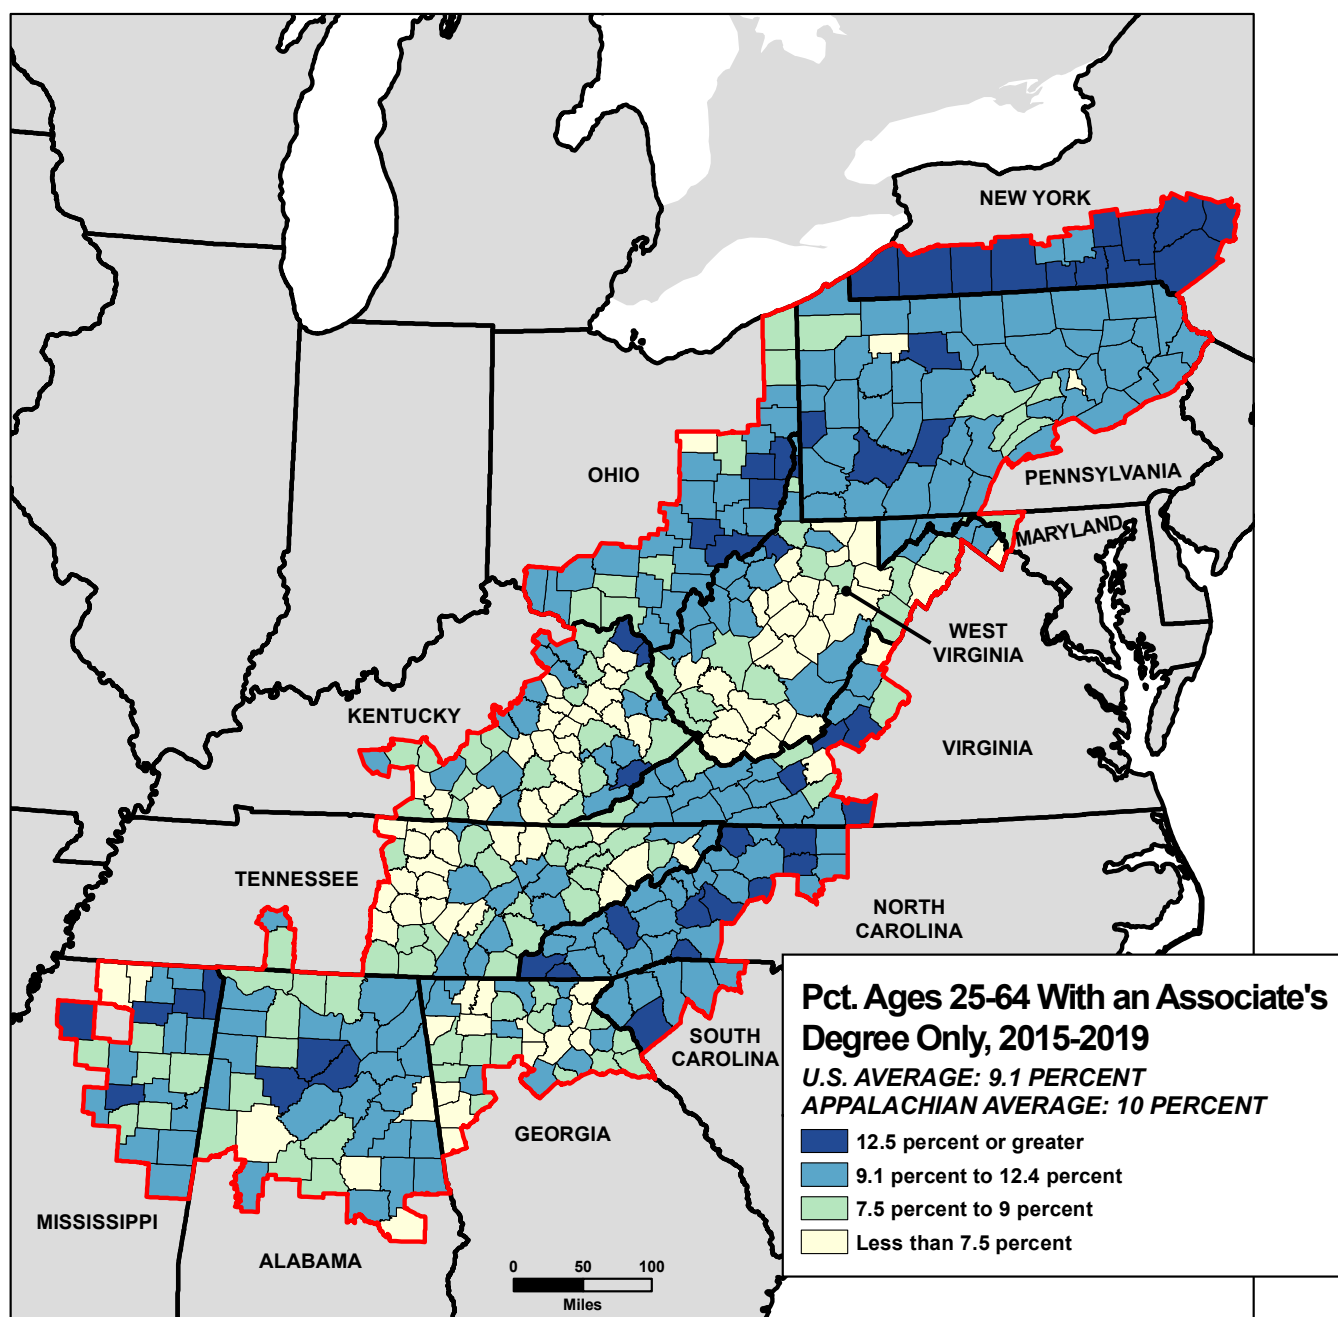 NEW YORK
OHIO
PENNSYLVANIA
MARYLAND
WEST
VIRGINIA
KENTUCKY
VIRGINIA
TENNESSEE
NORTH
CAROLINA
SOUTH
CAROLINA
GEORGIA
MISSISSIPPI
ALABAMA
Pct. Ages 25-64 With an Associate's
Degree Only, 2015-2019
U.S. AVERAGE: 9.1 PERCENT
APPALACHIAN AVERAGE: 10 PERCENT
12.5 percent or greater
9.1 percent to 12.4 percent
7.5 percent to 9 percent
Less than 7.5 percent
0 50 100
Miles